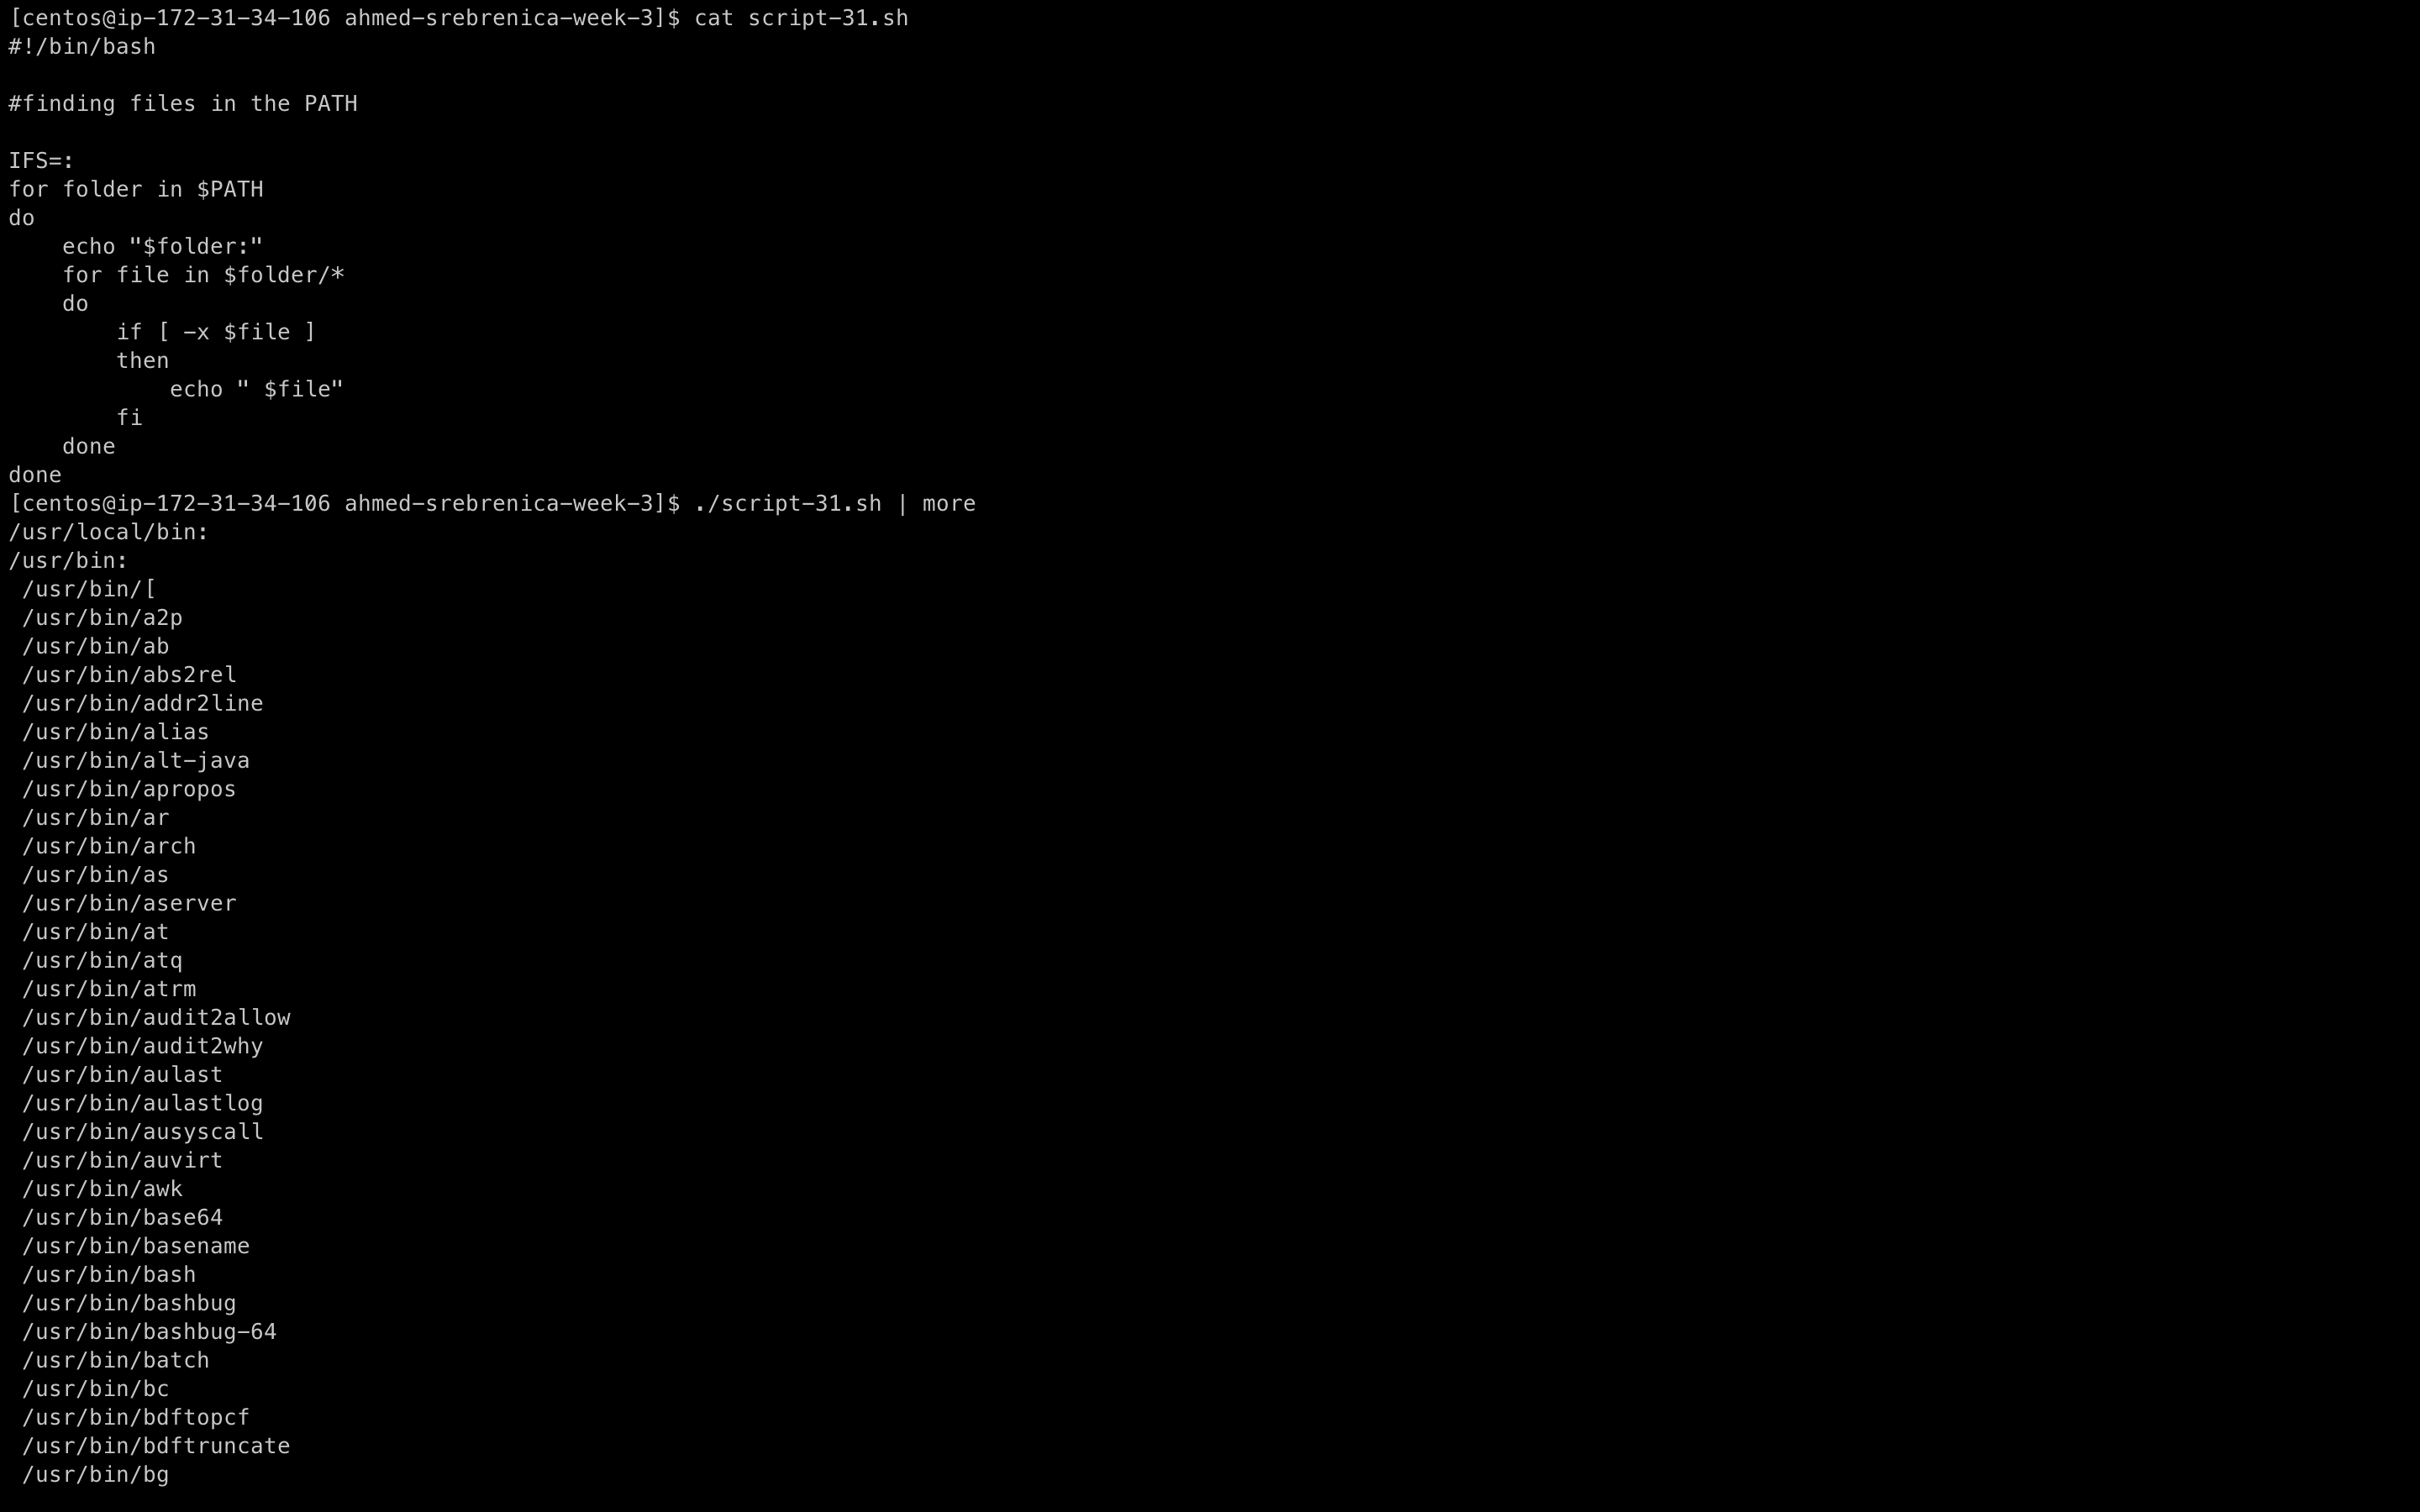 [centos@ip-172-31-34-106 ahmed-srebrenica-week-3]$ cat script-31.sh
#!/bin/bash

#finding files in the PATH

IFS=:
for folder in $PATH
do
    echo "$folder:"
    for file in $folder/*
    do
        if [ -x $file ]
        then
            echo " $file"
        fi
    done
done
[centos@ip-172-31-34-106 ahmed-srebrenica-week-3]$ ./script-31.sh | more
/usr/local/bin:
/usr/bin:
 /usr/bin/[
 /usr/bin/a2p
 /usr/bin/ab
 /usr/bin/abs2rel
 /usr/bin/addr2line
 /usr/bin/alias
 /usr/bin/alt-java
 /usr/bin/apropos
 /usr/bin/ar
 /usr/bin/arch
 /usr/bin/as
 /usr/bin/aserver
 /usr/bin/at
 /usr/bin/atq
 /usr/bin/atrm
 /usr/bin/audit2allow
 /usr/bin/audit2why
 /usr/bin/aulast
 /usr/bin/aulastlog
 /usr/bin/ausyscall
 /usr/bin/auvirt
 /usr/bin/awk
 /usr/bin/base64
 /usr/bin/basename
 /usr/bin/bash
 /usr/bin/bashbug
 /usr/bin/bashbug-64
 /usr/bin/batch
 /usr/bin/bc
 /usr/bin/bdftopcf
 /usr/bin/bdftruncate
 /usr/bin/bg